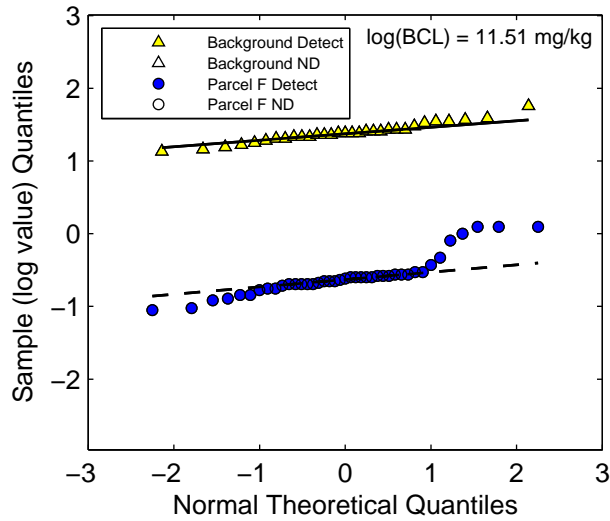 log(BCL) = 11.51 mg/kg
Background Detect
Background ND
Parcel F Detect
Parcel F ND
3
2
1
0
−1
−2
−3
−2
−1
0
1
2
3
Sample (log value) Quantiles
Normal Theoretical Quantiles